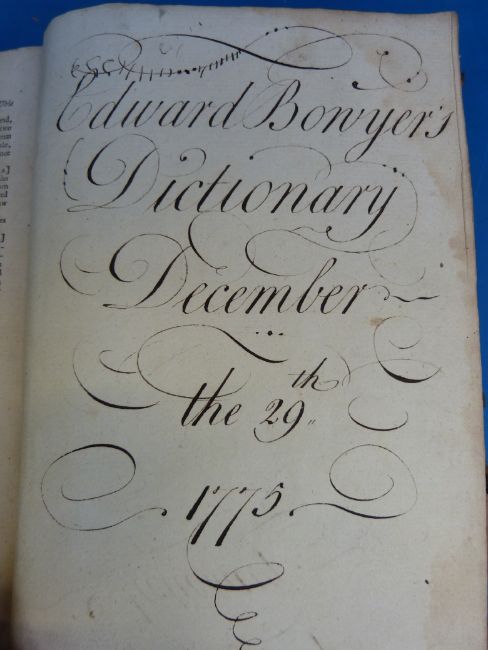 Edward Bowyer's
Dictionary
December
the 29th
1775